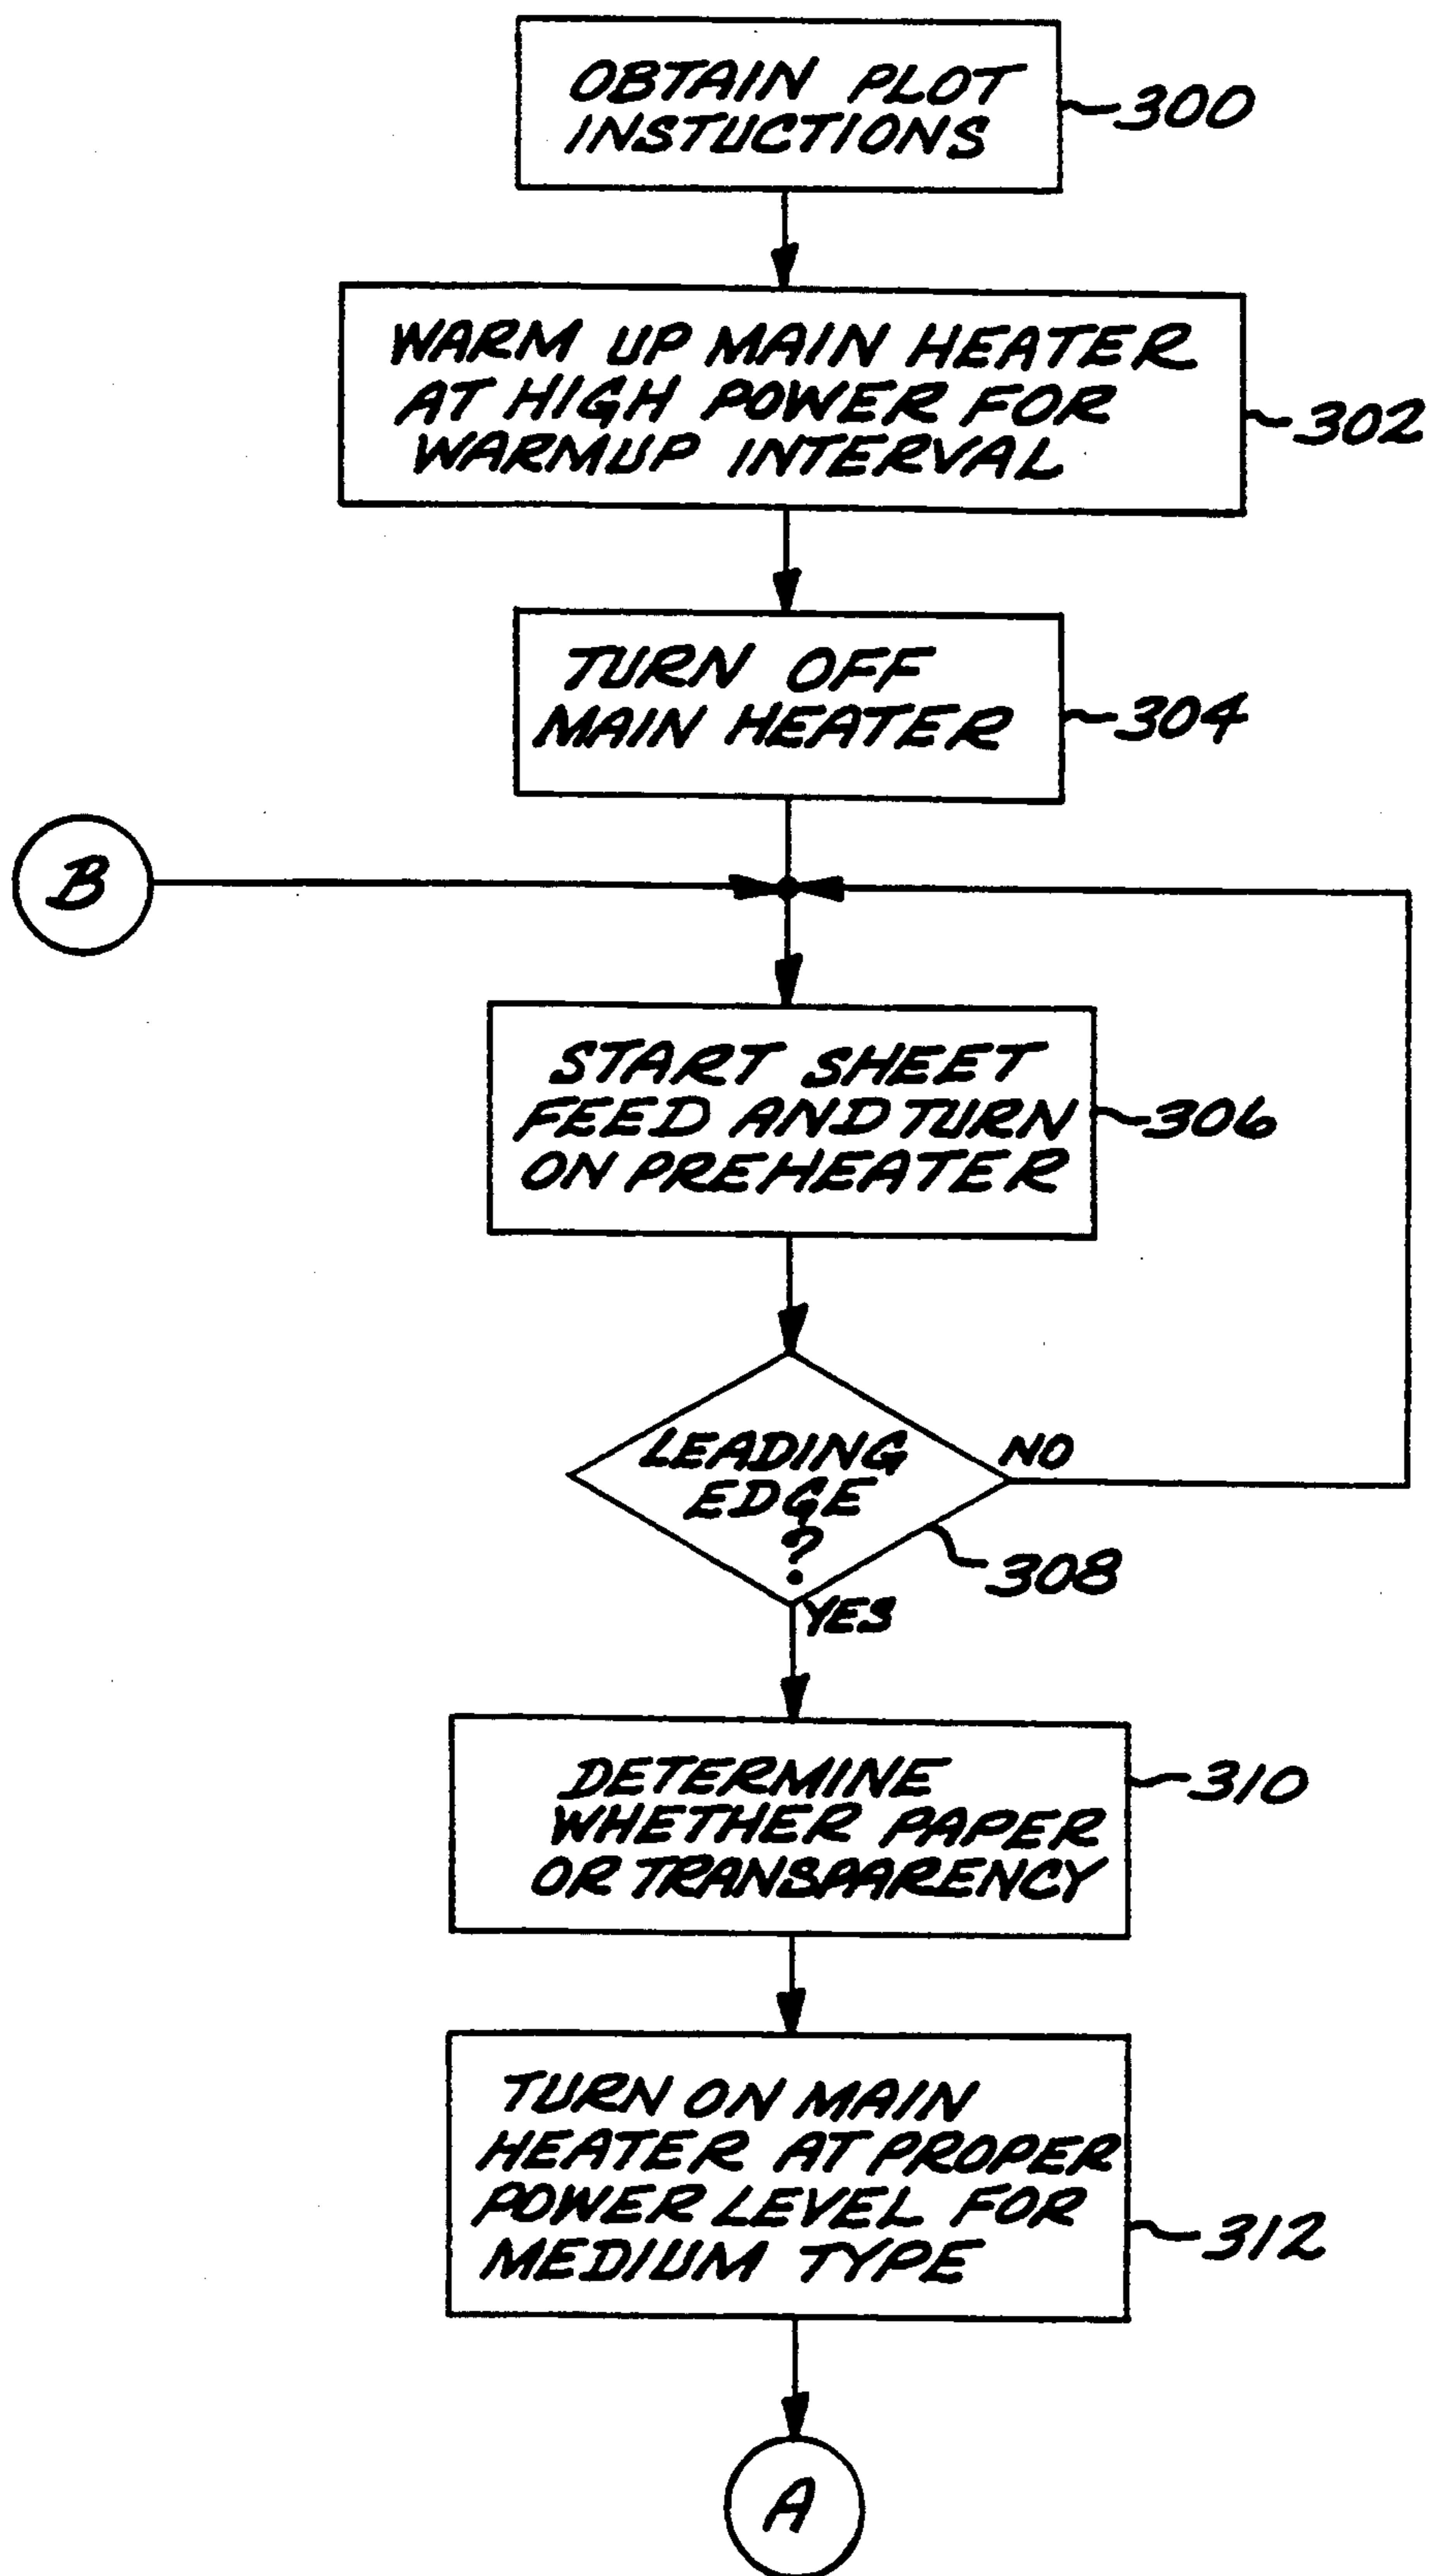 OBTAIN PLOT
INSTUCTIONS
300
WARM UP MAIN HEATER
AT HIGH POWER FOR
WARMUP INTERVAL
302
TURN OFF
MAIN HEATER
304
B
START SHEET
FEED AND TURN
ON PREHEATER
306
LEADING
EDGE
?
NO
308
YES
DETERMINE
WHETHER PAPER
OR TRANSPARENCY
310
TURN ON MAIN
HEATER AT PROPER
POWER LEVEL FOR
MEDIUM TYPE
312
A